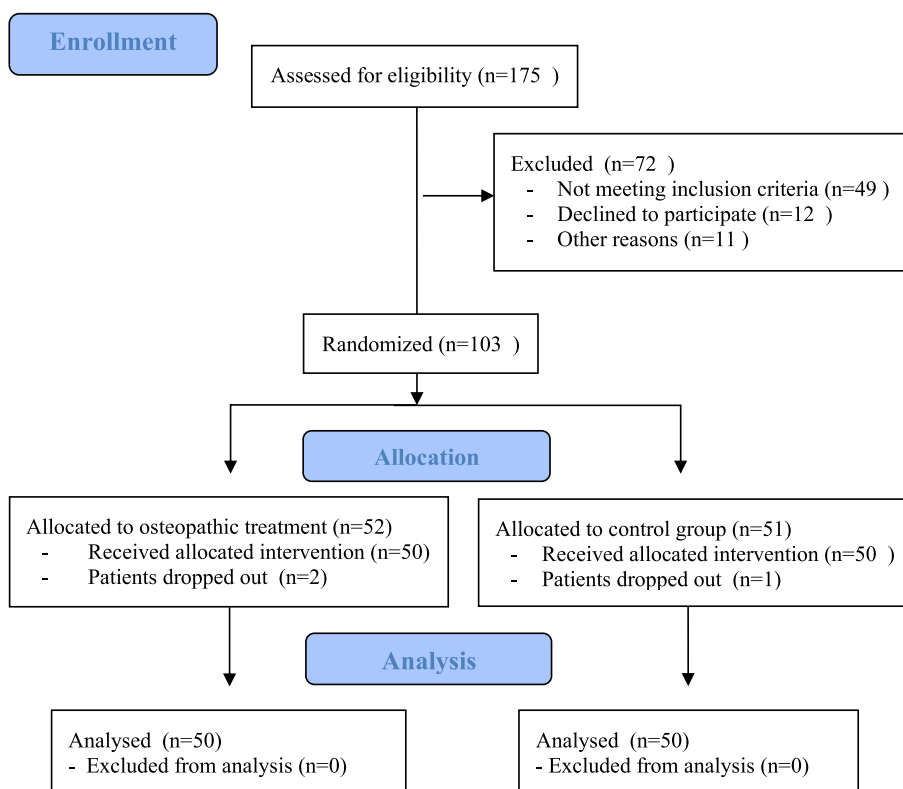 Enrollment
Assessed for eligibility (n=175 )
Excluded (n=72 )
- Not meeting inclusion criteria (n=49 )
- Declined to participate (n=12 )
- Other reasons (n=11 )
Randomized (n=103 )
Allocation
Allocated to osteopathic treatment (n=52)
- Received allocated intervention (n=50)
- Patients dropped out (n=2)
Allocated to control group (n=51)
- Received allocated intervention (n=50 )
- Patients dropped out (n=1)
Analysis
Analysed (n=50)
- Excluded from analysis (n=0)
Analysed (n=50)
- Excluded from analysis (n=0)